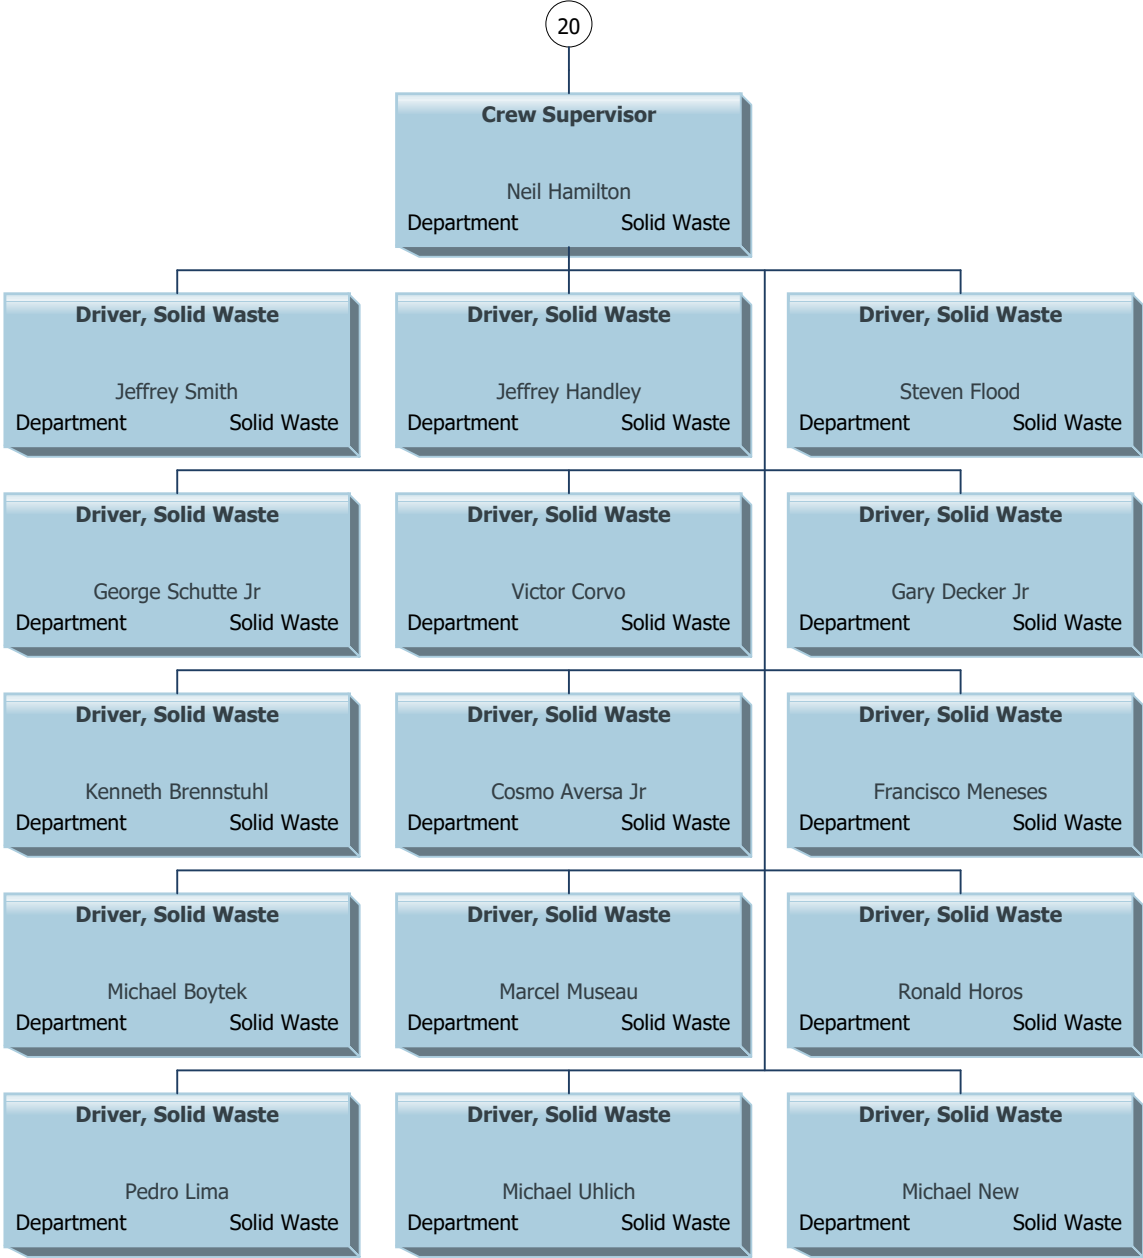 20
Crew Supervisor
Neil Hamilton
Department Solid Waste
Driver, Solid Waste Driver, Solid Waste Driver, Solid Waste
Jeffrey Smith Jeffrey Handley Steven Flood
Department Solid Waste Department Solid Waste Department Solid Waste
Driver, Solid Waste Driver, Solid Waste Driver, Solid Waste
George Schutte Jr Victor Corvo Gary Decker Jr
Department Solid Waste Department Solid Waste Department Solid Waste
Driver, Solid Waste Driver, Solid Waste Driver, Solid Waste
Kenneth Brennstuhl Cosmo Aversa Jr Francisco Meneses
Department Solid Waste Department Solid Waste Department Solid Waste
Driver, Solid Waste Driver, Solid Waste Driver, Solid Waste
Michael Boytek Marcel Museau Ronald Horos
Department Solid Waste Department Solid Waste Department Solid Waste
Driver, Solid Waste Driver, Solid Waste Driver, Solid Waste
Pedro Lima Michael Uhlich Michael New
Department Solid Waste Department Solid Waste Department Solid Waste